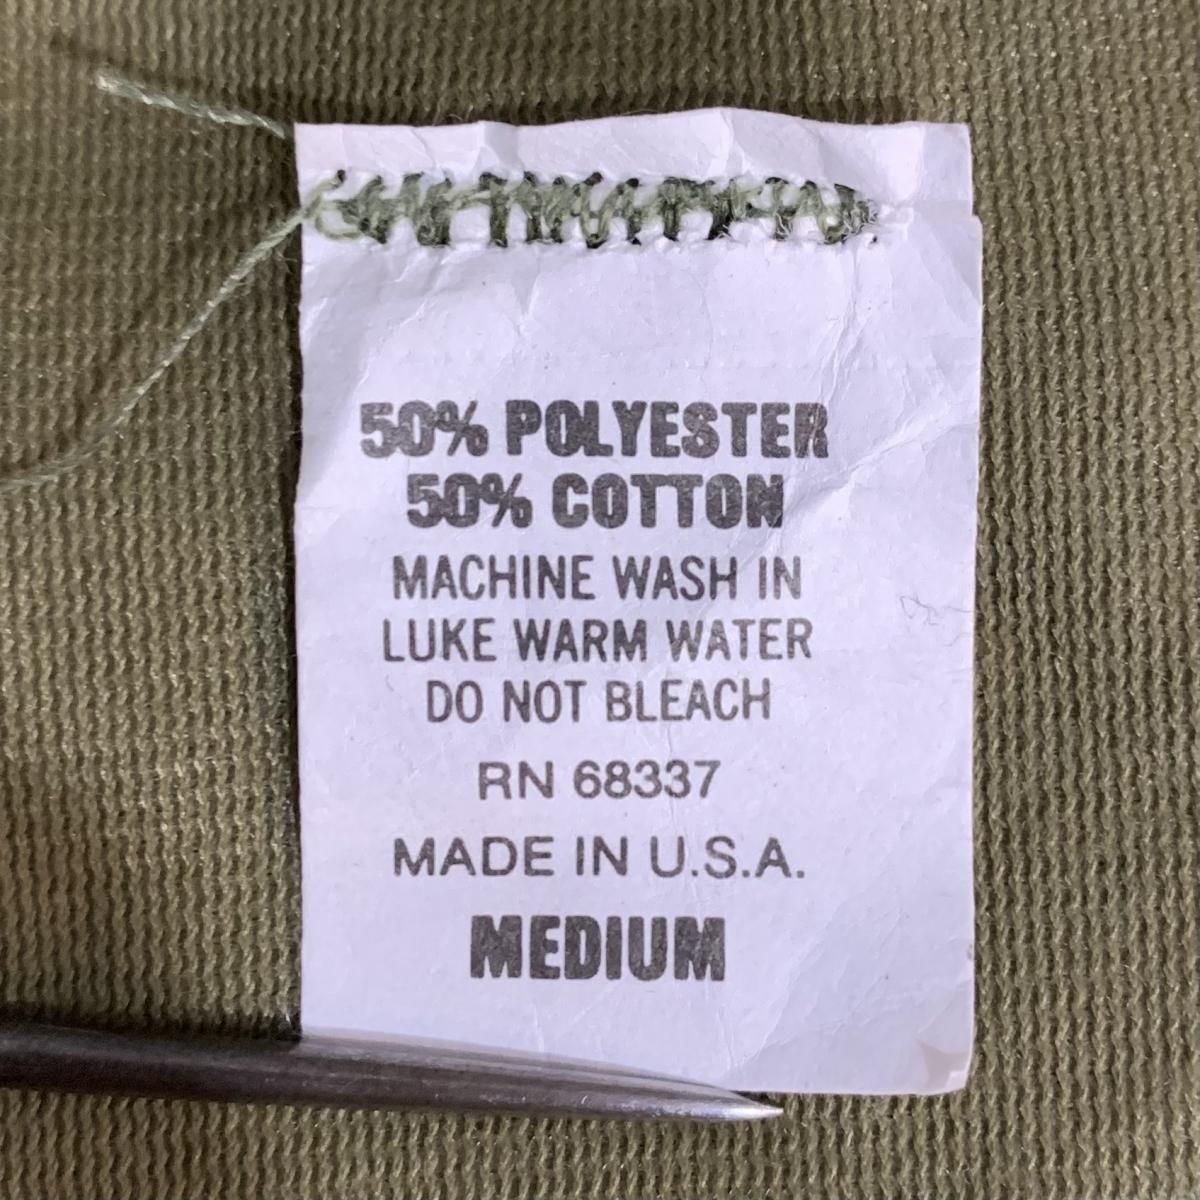 50% POLYESTER
50% COTTON
MACHINE WASH IN
LUKE WARM WATER
DO NOT BLEACH
RN 68337
MADE IN U.S.A.
MEDIUM